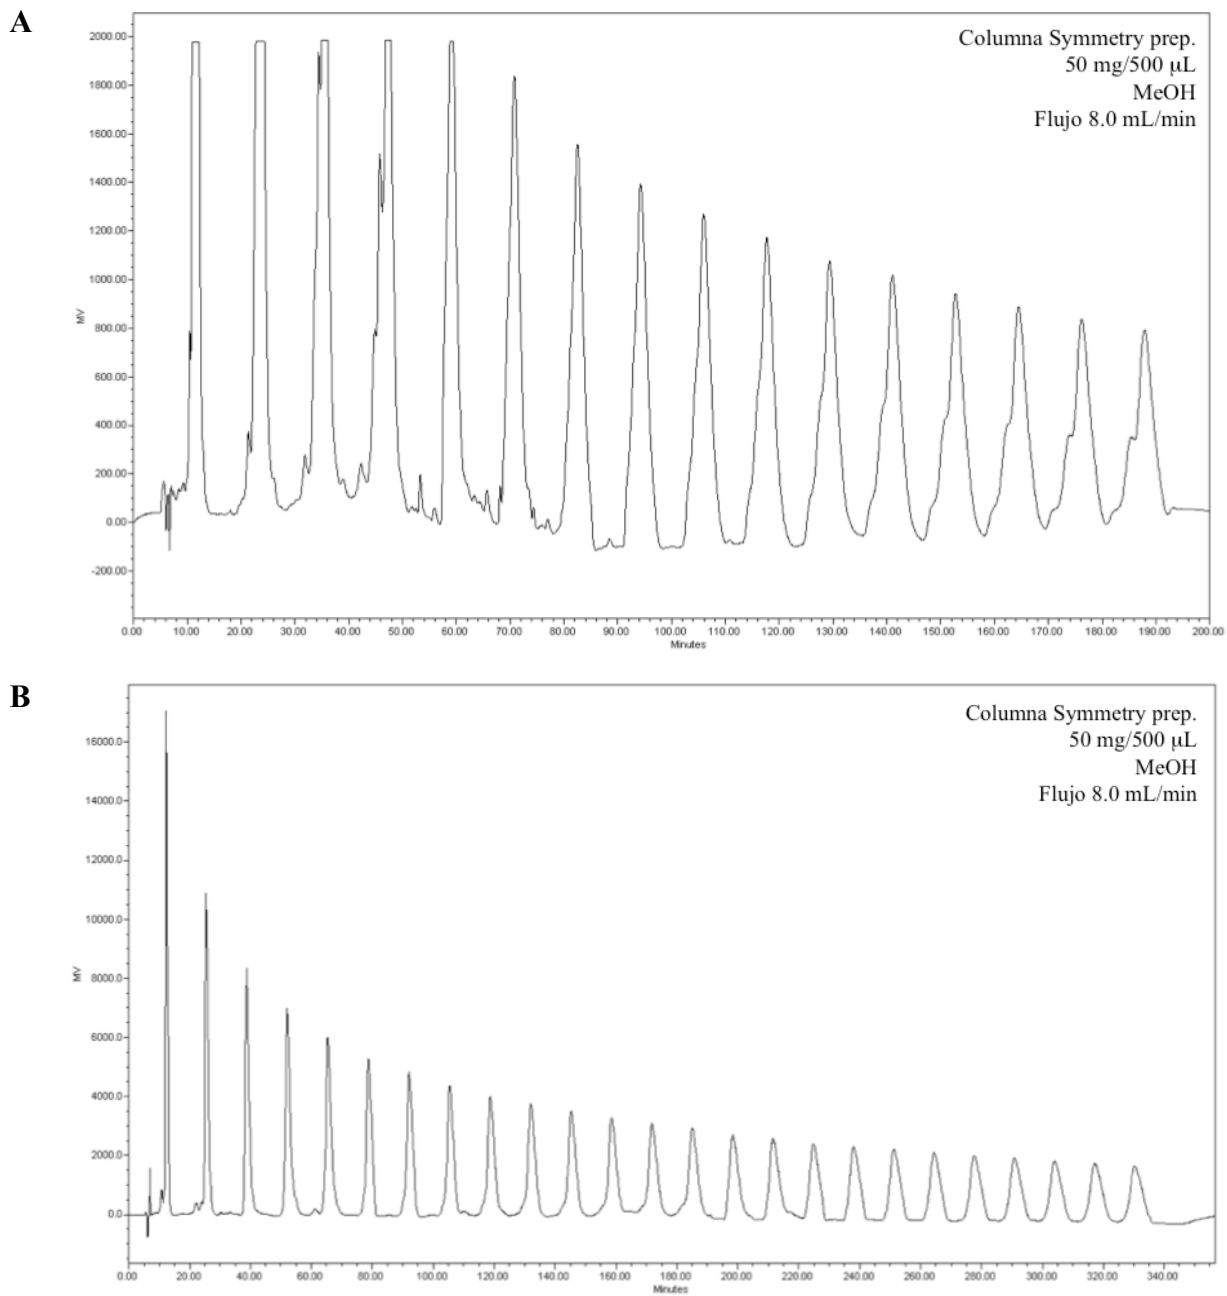 A
Columna Symmetry prep.
50 mg/500 μL
MeOH
Flujo 8.0 mL/min
2000.00
1800.00
1600.00
1400.00
1200.00
1000.00
800.00
600.00
400.00
200.00
0.00
-200.00
MV
0.00 10.00 20.00 30.00 40.00 50.00 60.00 70.00 80.00 90.00 100.00 110.00 120.00 130.00 140.00 150.00 160.00 170.00 180.00 190.00 200.00
Minutes
B
Columna Symmetry prep.
50 mg/500 μL
MeOH
Flujo 8.0 mL/min
16000.0
14000.0
12000.0
10000.0
8000.0
6000.0
4000.0
2000.0
0.0
MV
0.00 20.00 40.00 60.00 80.00 100.00 120.00 140.00 160.00 180.00 200.00 220.00 240.00 260.00 280.00 300.00 320.00 340.00
Minutes